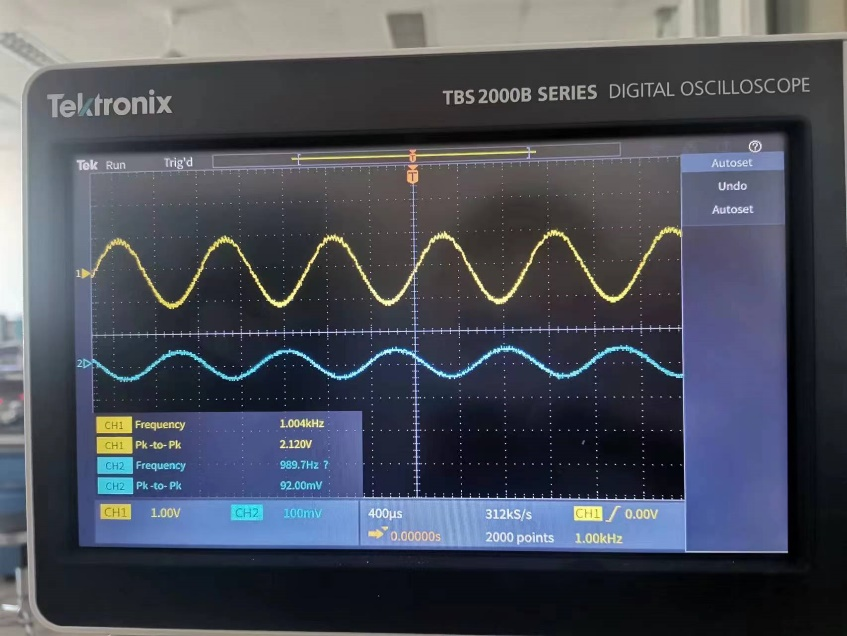 Tektronix
TBS 2000B SERIES DIGITAL OSCILLOSCOPE
Tek Run Trig'd
T
Autoset
Undo
Autoset
1
2
CH1 Frequency 1.004kHz
CH1 Pk-to-Pk 2.120V
CH2 Frequency 989.7Hz ?
CH2 Pk-to-Pk 92.00mV
CH1 1.00V CH2 100mV 400µs 312kS/s CH1 0.00V
0.00000s 2000 points 1.00kHz